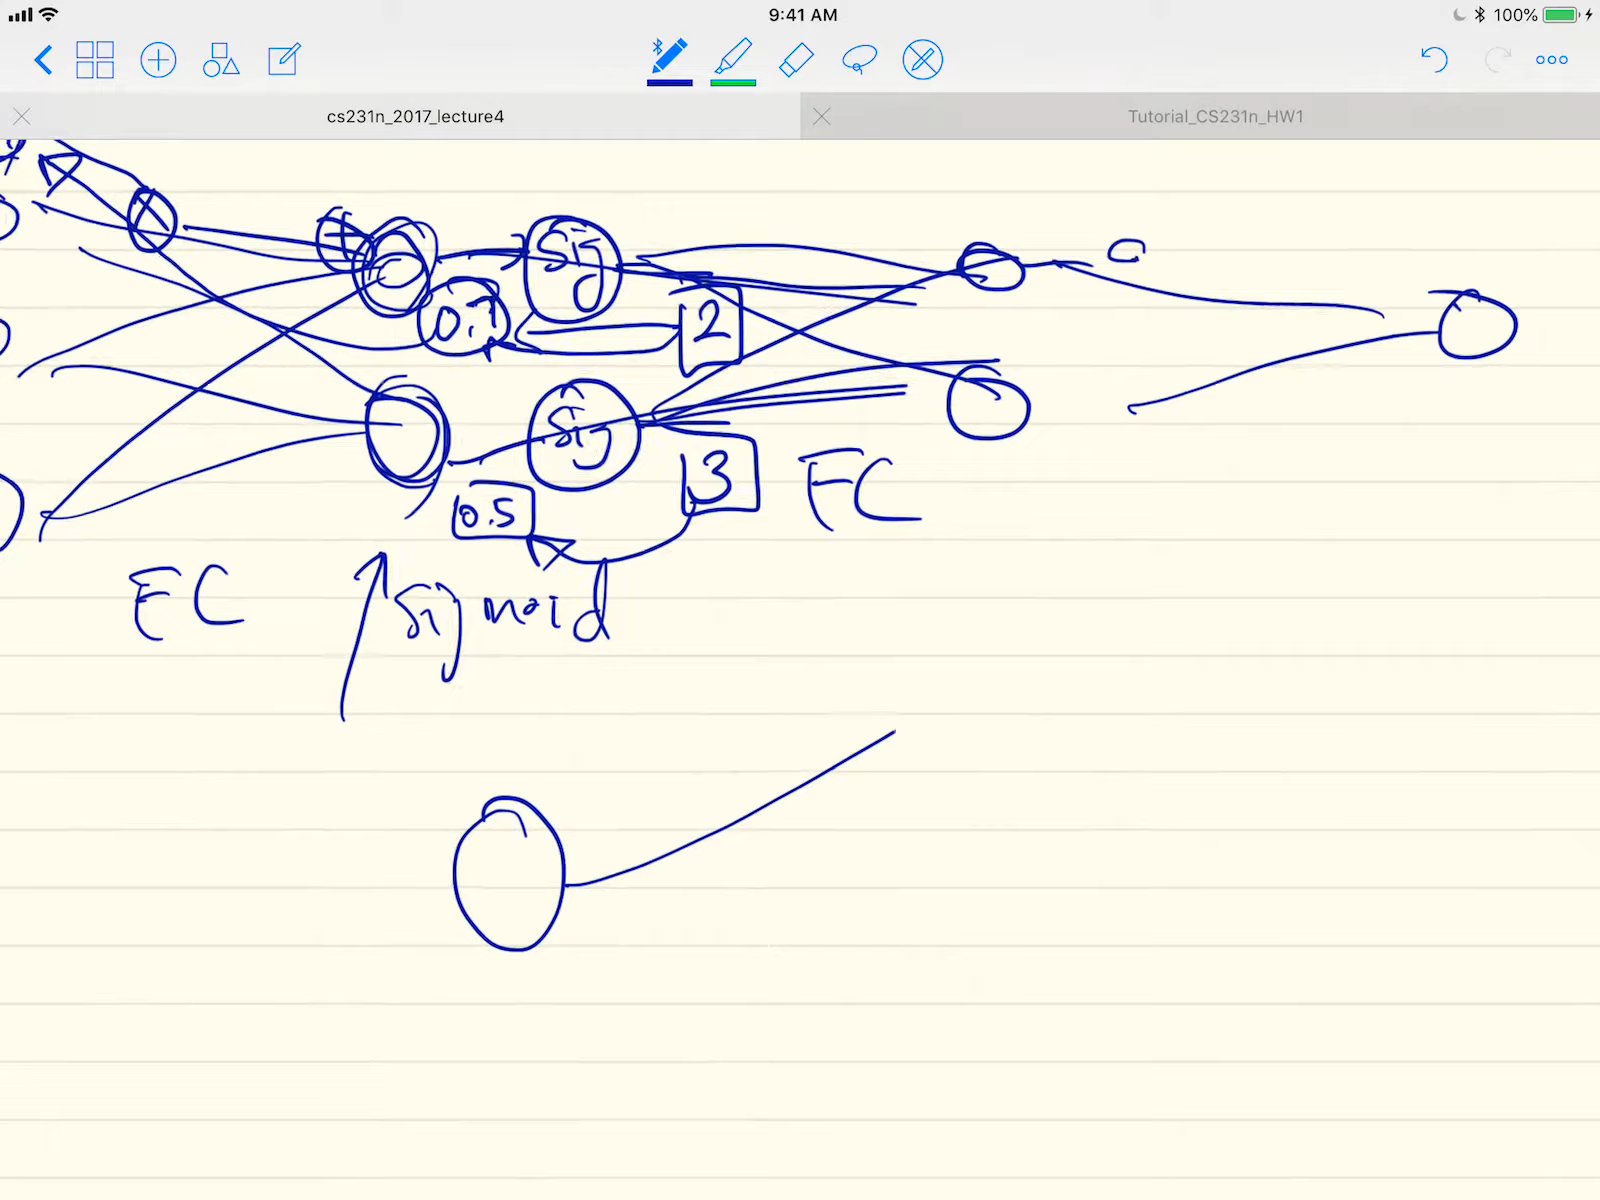 9:41 AM
100%
cs231n_2017_lecture4
Tutorial_CS231n_HW1
Sig
0.7
2
Sig
3
FC
0.5
FC
Sigmoid